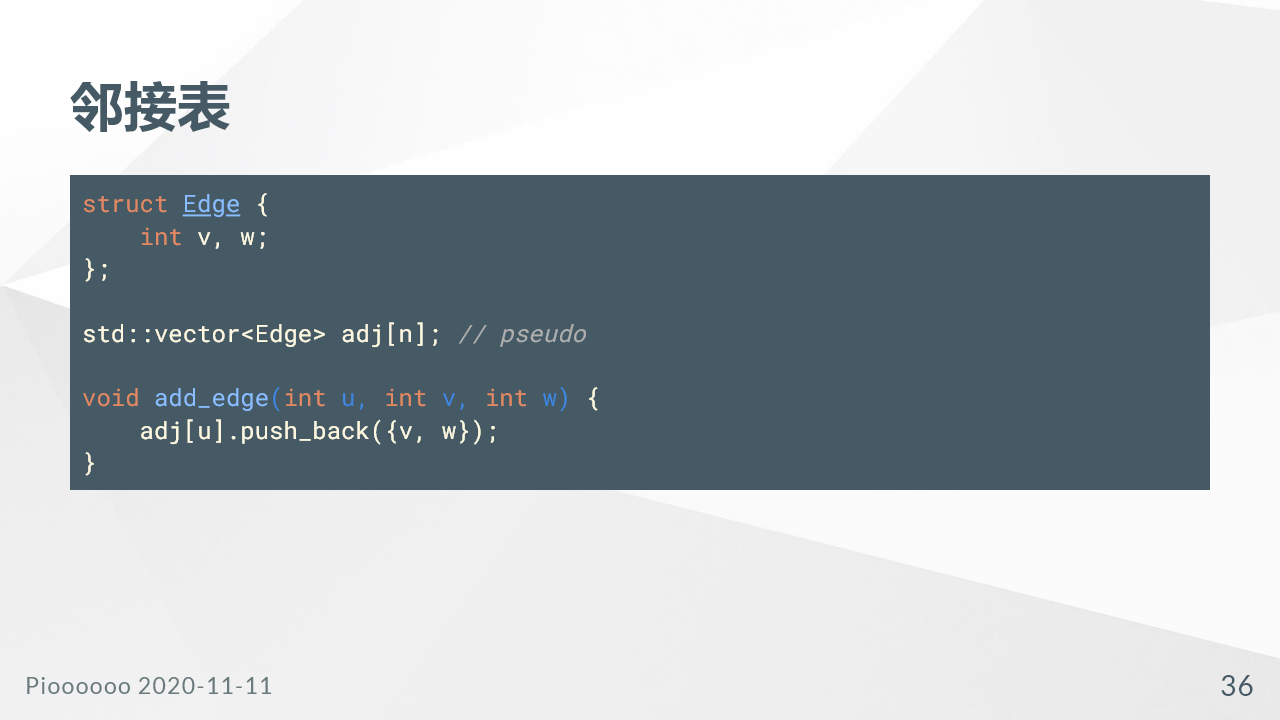 邻接表
struct Edge {
    int v, w;
};
std::vector<Edge> adj[n]; // pseudo
void add_edge(int u, int v, int w) {
    adj[u].push_back({v, w});
}
Pioooooo 2020-11-11
36